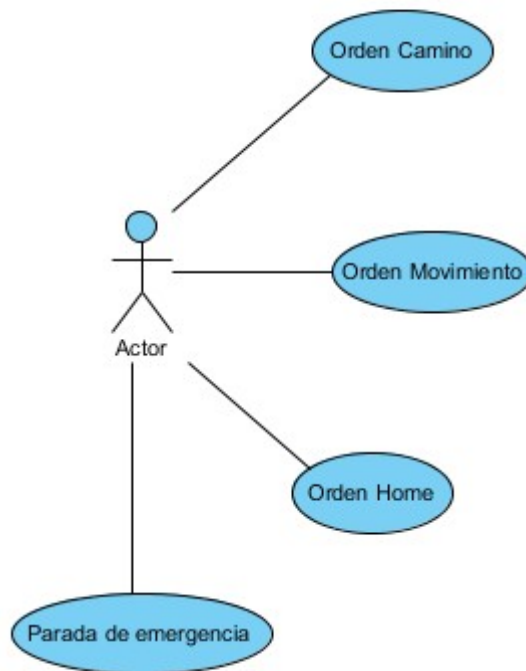 Orden Camino
Orden Movimiento
Actor
Orden Home
Parada de emergencia